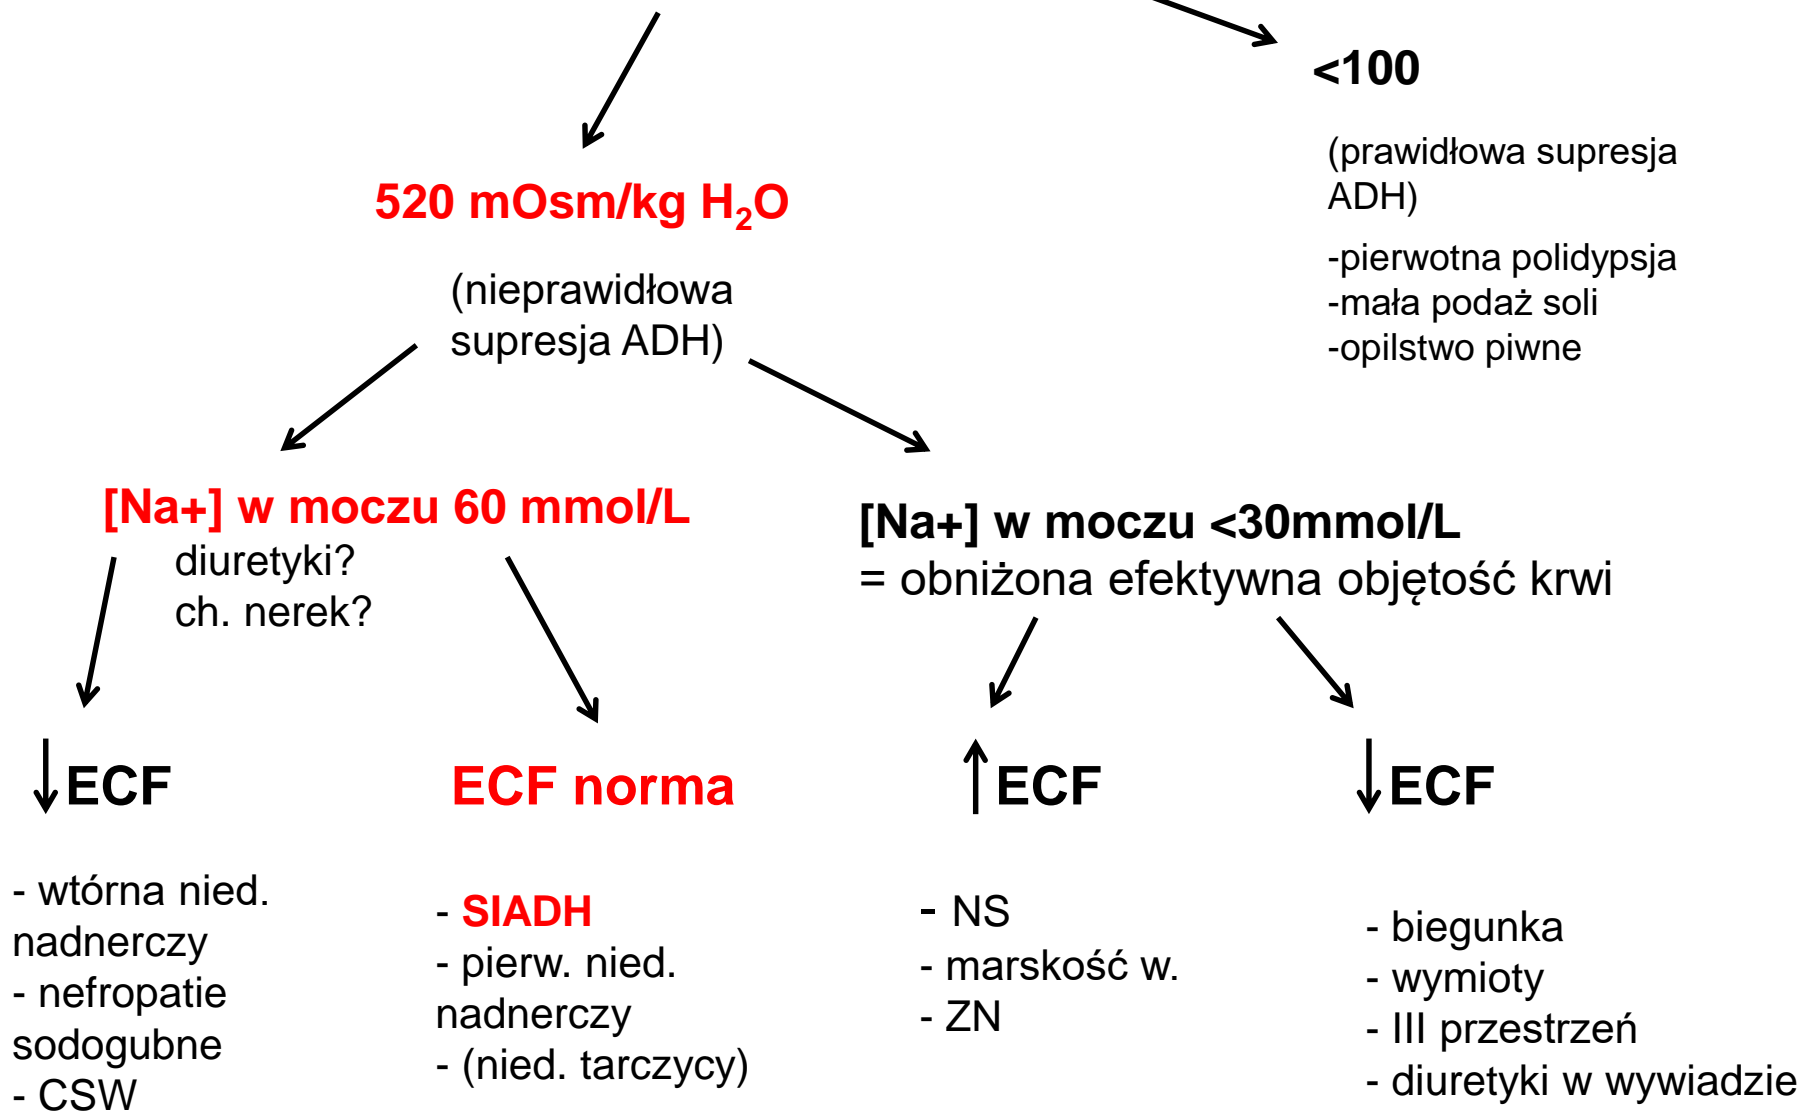 <100
(prawidłowa supresja
ADH)
-pierwotna polidypsja
-mała podaż soli
-opilstwo piwne
520 mOsm/kg H₂O
(nieprawidłowa
supresja ADH)
[Na+] w moczu 60 mmol/L
diuretyki?
ch. nerek?
[Na+] w moczu <30mmol/L
= obniżona efektywna objętość krwi
↓ECF
- wtórna nied.
nadnerczy
- nefropatie
sodogubne
- CSW
ECF norma
- SIADH
- pierw. nied.
nadnerczy
- (nied. tarczycy)
↑ECF
- NS
- marskość w.
- ZN
↓ECF
- biegunka
- wymioty
- III przestrzeń
- diuretyki w wywiadzie